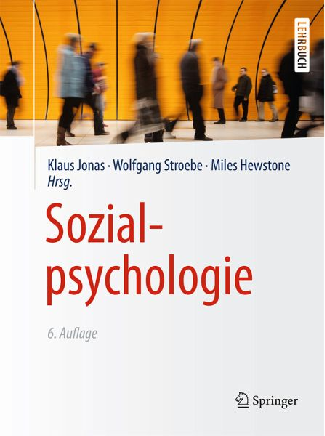 LEHRBUCH
Klaus Jonas · Wolfgang Stroebe · Miles Hewstone
Hrsg.
Sozial-
psychologie
6. Auflage
Springer